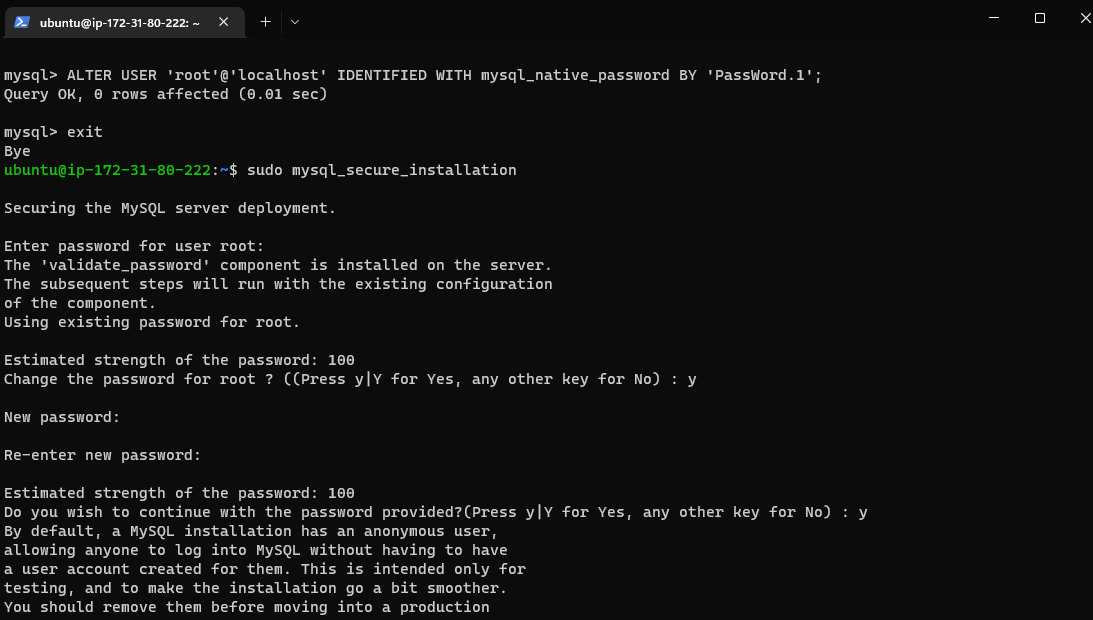 ubuntu@ip-172-31-80-222: ~
mysql> ALTER USER 'root'@'localhost' IDENTIFIED WITH mysql_native_password BY 'PassWord.1';
Query OK, 0 rows affected (0.01 sec)
mysql> exit
Bye
ubuntu@ip-172-31-80-222:~$ sudo mysql_secure_installation
Securing the MySQL server deployment.
Enter password for user root:
The 'validate_password' component is installed on the server.
The subsequent steps will run with the existing configuration
of the component.
Using existing password for root.
Estimated strength of the password: 100
Change the password for root ? ((Press y|Y for Yes, any other key for No) : y
New password:
Re-enter new password:
Estimated strength of the password: 100
Do you wish to continue with the password provided?(Press y|Y for Yes, any other key for No) : y
By default, a MySQL installation has an anonymous user,
allowing anyone to log into MySQL without having to have
a user account created for them. This is intended only for
testing, and to make the installation go a bit smoother.
You should remove them before moving into a production